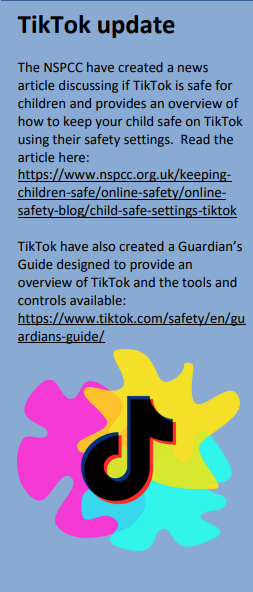 TikTok update
The NSPCC have created a news
article discussing if TikTok is safe for
children and provides an overview of
how to keep your child safe on TikTok
using their safety settings.  Read the
article here:
https://www.nspcc.org.uk/keeping-
children-safe/online-safety/online-
safety-blog/child-safe-settings-tiktok
TikTok have also created a Guardian’s
Guide designed to provide an
overview of TikTok and the tools and
controls available:
https://www.tiktok.com/safety/en/gu
ardians-guide/